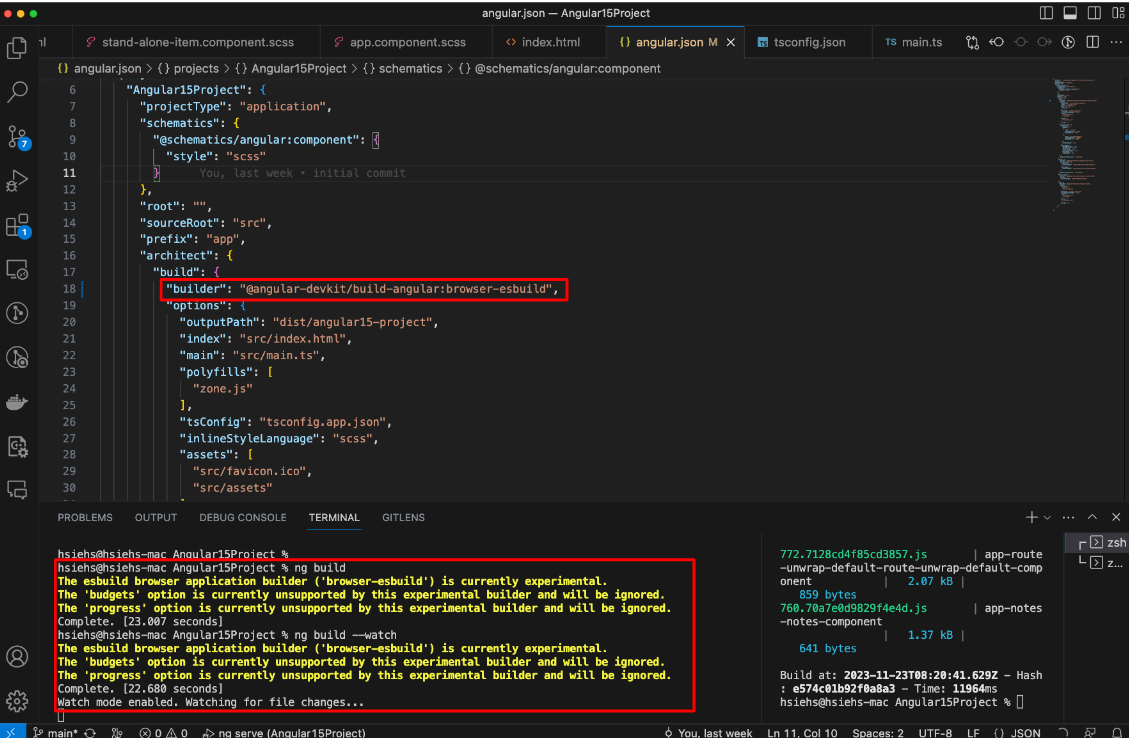 angular.json — Angular15Project
ml
stand-alone-item.component.scss
app.component.scss
<> index.html
{} angular.json M
TS tsconfig.json
TS main.ts
{} angular.json > {} projects > {} Angular15Project > {} schematics > {} @schematics/angular:component
6 "Angular15Project": {
7 "projectType": "application",
8 "schematics": {
9 "@schematics/angular:component": {
10 "style": "scss"
11 } You, last week • initial commit
12 },
13 "root": "",
14 "sourceRoot": "src",
15 "prefix": "app",
16 "architect": {
17 "build": {
18 "builder": "@angular-devkit/build-angular:browser-esbuild",
19 "options": {
20 "outputPath": "dist/angular15-project",
21 "index": "src/index.html",
22 "main": "src/main.ts",
23 "polyfills": [
24 "zone.js"
25 ],
26 "tsConfig": "tsconfig.app.json",
27 "inlineStyleLanguage": "scss",
28 "assets": [
29 "src/favicon.ico",
30 "src/assets"
7
1
PROBLEMS OUTPUT DEBUG CONSOLE TERMINAL GITLENS
hsiehs@hsiehs-mac Angular15Project %
hsiehs@hsiehs-mac Angular15Project % ng build
The esbuild browser application builder ('browser-esbuild') is currently experimental.
The 'budgets' option is currently unsupported by this experimental builder and will be ignored.
The 'progress' option is currently unsupported by this experimental builder and will be ignored.
Complete. [23.007 seconds]
hsiehs@hsiehs-mac Angular15Project % ng build --watch
The esbuild browser application builder ('browser-esbuild') is currently experimental.
The 'budgets' option is currently unsupported by this experimental builder and will be ignored.
The 'progress' option is currently unsupported by this experimental builder and will be ignored.
Complete. [22.680 seconds]
Watch mode enabled. Watching for file changes...
772.7128cd4f85cd3857.js | app-route
-unwrap-default-route-unwrap-default-comp
onent | 2.07 kB |
859 bytes
760.70a7e0d9829f4e4d.js | app-notes
-notes-component
| 1.37 kB |
641 bytes
Build at: 2023-11-23T08:20:41.629Z - Hash
: e574c01b92f0a8a3 - Time: 11964ms
hsiehs@hsiehs-mac Angular15Project %
zsh
z...
main* 0 0 ng serve (Angular15Project) You, last week Ln 11, Col 10 Spaces: 2 UTF-8 LF {} JSON